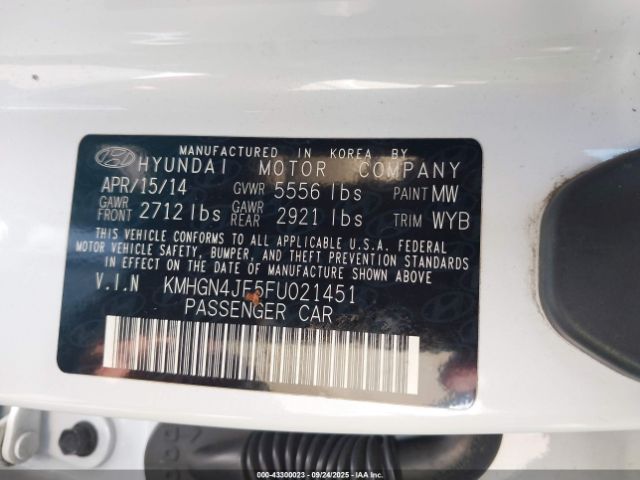 MANUFACTURED IN KOREA BY
HYUNDAI MOTOR COMPANY
APR/15/14 GVWR 5556 lbs PAINT MW
GAWR FRONT 2712 lbs GAWR REAR 2921 lbs TRIM WYB
THIS VEHICLE CONFORMS TO ALL APPLICABLE U.S.A. FEDERAL
MOTOR VEHICLE SAFETY, BUMPER, AND THEFT PREVENTION STANDARDS
IN EFFECT ON THE DATE OF MANUFACTURE SHOWN ABOVE.
V.I.N KMHGN4JE5FU021451
PASSENGER CAR
000-43300023 - 09/24/2025 - IAA, Inc.